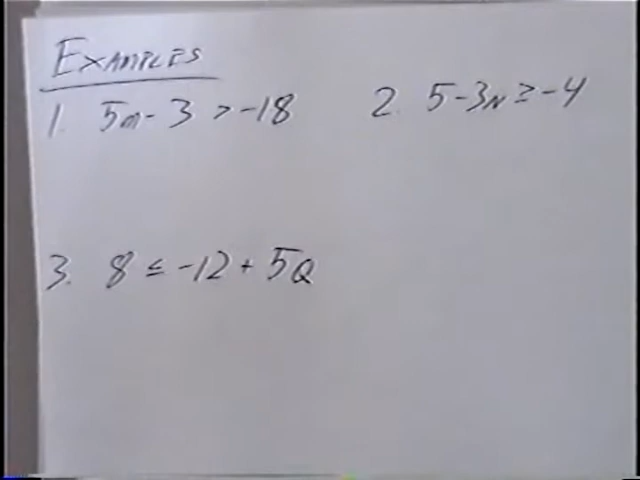 EXAMPLES
1. 5m - 3 > -18
2. 5 - 3N ≥ -4
3. 8 ≤ -12 + 5Q